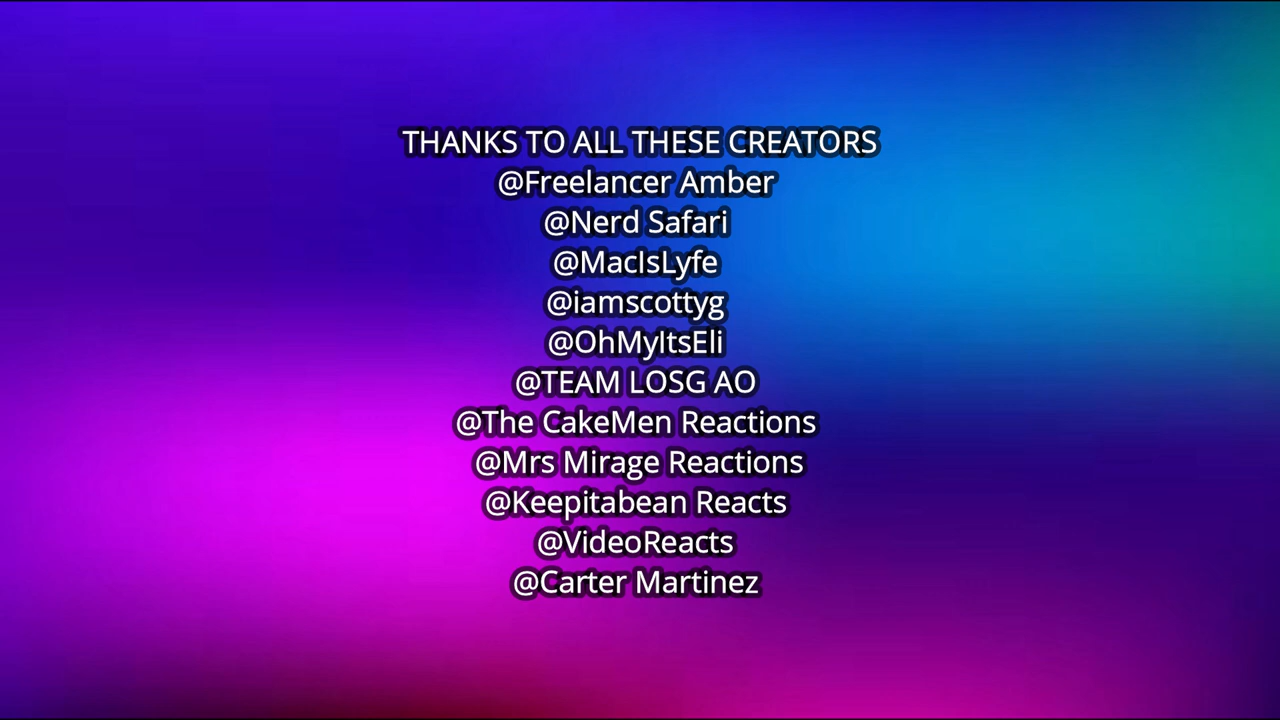 THANKS TO ALL THESE CREATORS
@Freelancer Amber
@Nerd Safari
@MacIsLyfe
@iamscottyg
@OhMyItsEli
@TEAM LOSG AO
@The CakeMen Reactions
@Mrs Mirage Reactions
@Keepitabean Reacts
@VideoReacts
@Carter Martinez